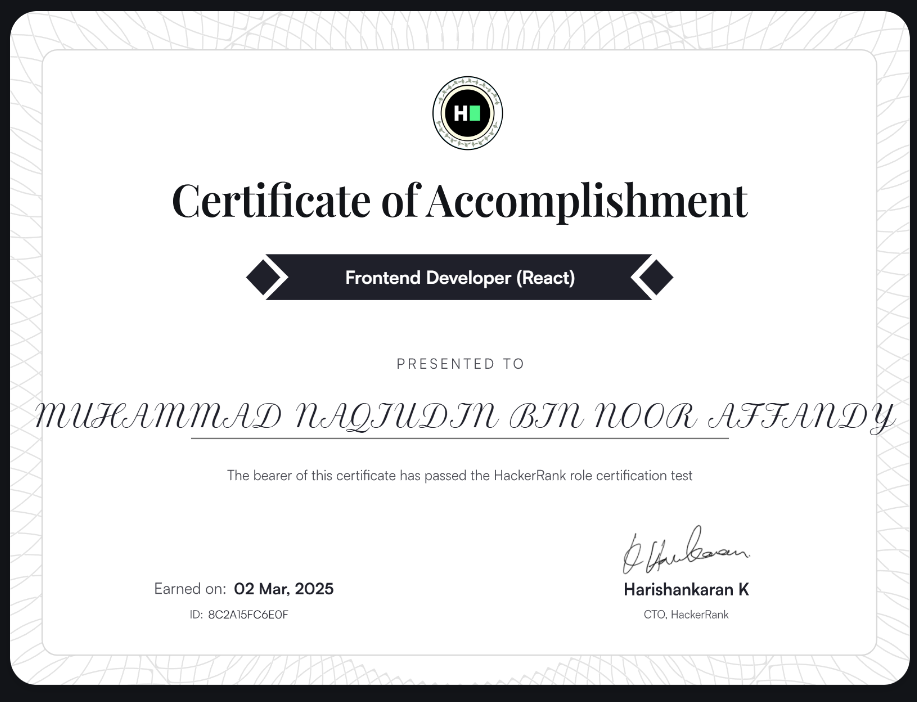 H
Certificate of Accomplishment
Frontend Developer (React)
PRESENTED TO
MUHAMMAD NAQIUDIN BIN NOOR AFFANDY
The bearer of this certificate has passed the HackerRank role certification test
Earned on: 02 Mar, 2025
ID: 8C2A15FC6E0F
Harishankaran K
CTO, HackerRank